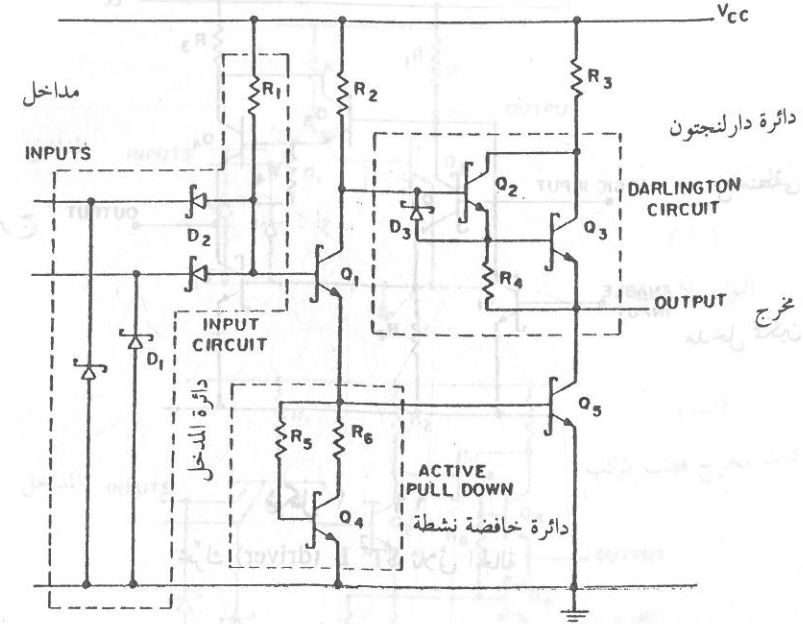 VCC
R1
R2
R3
مداخل
INPUTS
دائرة دارلنجتون
DARLINGTON
CIRCUIT
Q2
D3
Q3
R4
D2
Q1
OUTPUT
مخرج
INPUT
CIRCUIT
D1
دائرة المدخل
Q5
R5
R6
Q4
ACTIVE
PULL DOWN
دائرة خافضة نشطة